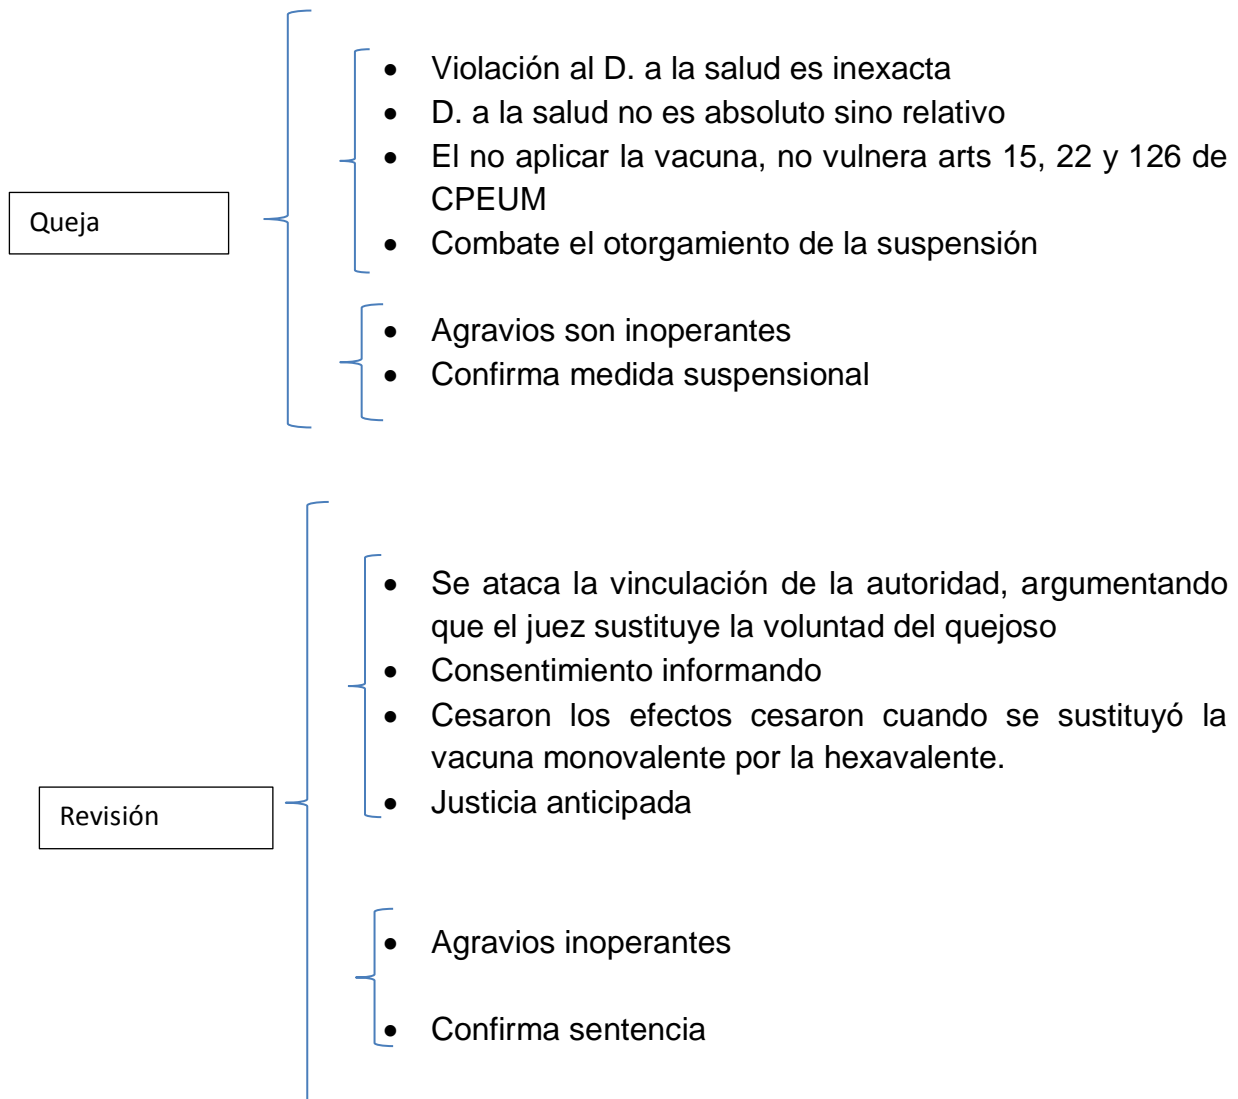 Queja
• Violación al D. a la salud es inexacta
• D. a la salud no es absoluto sino relativo
• El no aplicar la vacuna, no vulnera arts 15, 22 y 126 de
CPEUM
• Combate el otorgamiento de la suspensión
• Agravios son inoperantes
• Confirma medida suspensional
Revisión
• Se ataca la vinculación de la autoridad, argumentando
que el juez sustituye la voluntad del quejoso
• Consentimiento informando
• Cesaron los efectos cesaron cuando se sustituyó la
vacuna monovalente por la hexavalente.
• Justicia anticipada
• Agravios inoperantes
• Confirma sentencia